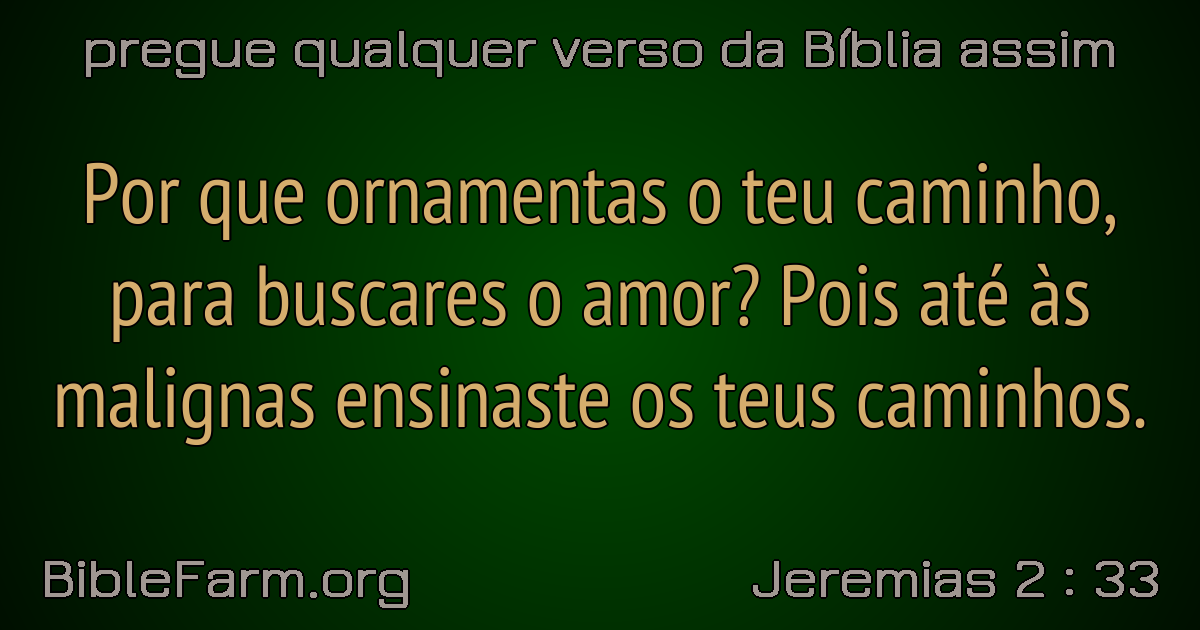 pregue qualquer verso da Bíblia assim
Por que ornamentas o teu caminho,
para buscares o amor? Pois até às
malignas ensinaste os teus caminhos.
BibleFarm.org
Jeremias 2 : 33